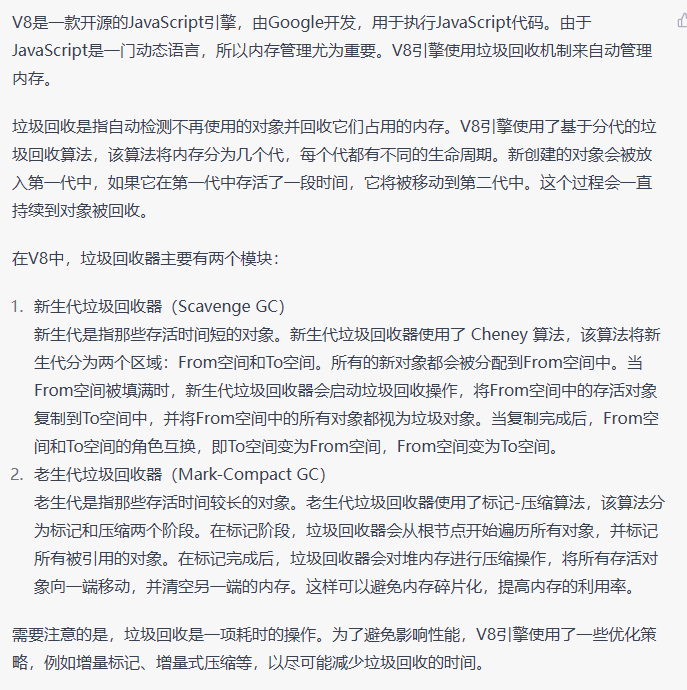 V8是一款开源的JavaScript引擎，由Google开发，用于执行JavaScript代码。由于
JavaScript是一门动态语言，所以内存管理尤为重要。V8引擎使用垃圾回收机制来自动管理
内存。
垃圾回收是指自动检测不再使用的对象并回收它们占用的内存。V8引擎使用了基于分代的垃
圾回收算法，该算法将内存分为几个代，每个代都有不同的生命周期。新创建的对象会被放
入第一代中，如果它在第一代中存活了一段时间，它将被移动到第二代中。这个过程会一直
持续到对象被回收。
在V8中，垃圾回收器主要有两个模块：
1. 新生代垃圾回收器（Scavenge GC）
新生代是指那些存活时间短的对象。新生代垃圾回收器使用了 Cheney 算法，该算法将新
生代分为两个区域：From空间和To空间。所有的新对象都会被分配到From空间中。当
From空间被填满时，新生代垃圾回收器会启动垃圾回收操作，将From空间中的存活对象
复制到To空间中，并将From空间中的所有对象都视为垃圾对象。当复制完成后，From空
间和To空间的角色互换，即To空间变为From空间，From空间变为To空间。
2. 老生代垃圾回收器（Mark-Compact GC）
老生代是指那些存活时间较长的对象。老生代垃圾回收器使用了标记-压缩算法，该算法分
为标记和压缩两个阶段。在标记阶段，垃圾回收器会从根节点开始遍历所有对象，并标记
所有被引用的对象。在标记完成后，垃圾回收器会对堆内存进行压缩操作，将所有存活对
象向一端移动，并清空另一端的内存。这样可以避免内存碎片化，提高内存的利用率。
需要注意的是，垃圾回收是一项耗时的操作。为了避免影响性能，V8引擎使用了一些优化策
略，例如增量标记、增量式压缩等，以尽可能减少垃圾回收的时间。